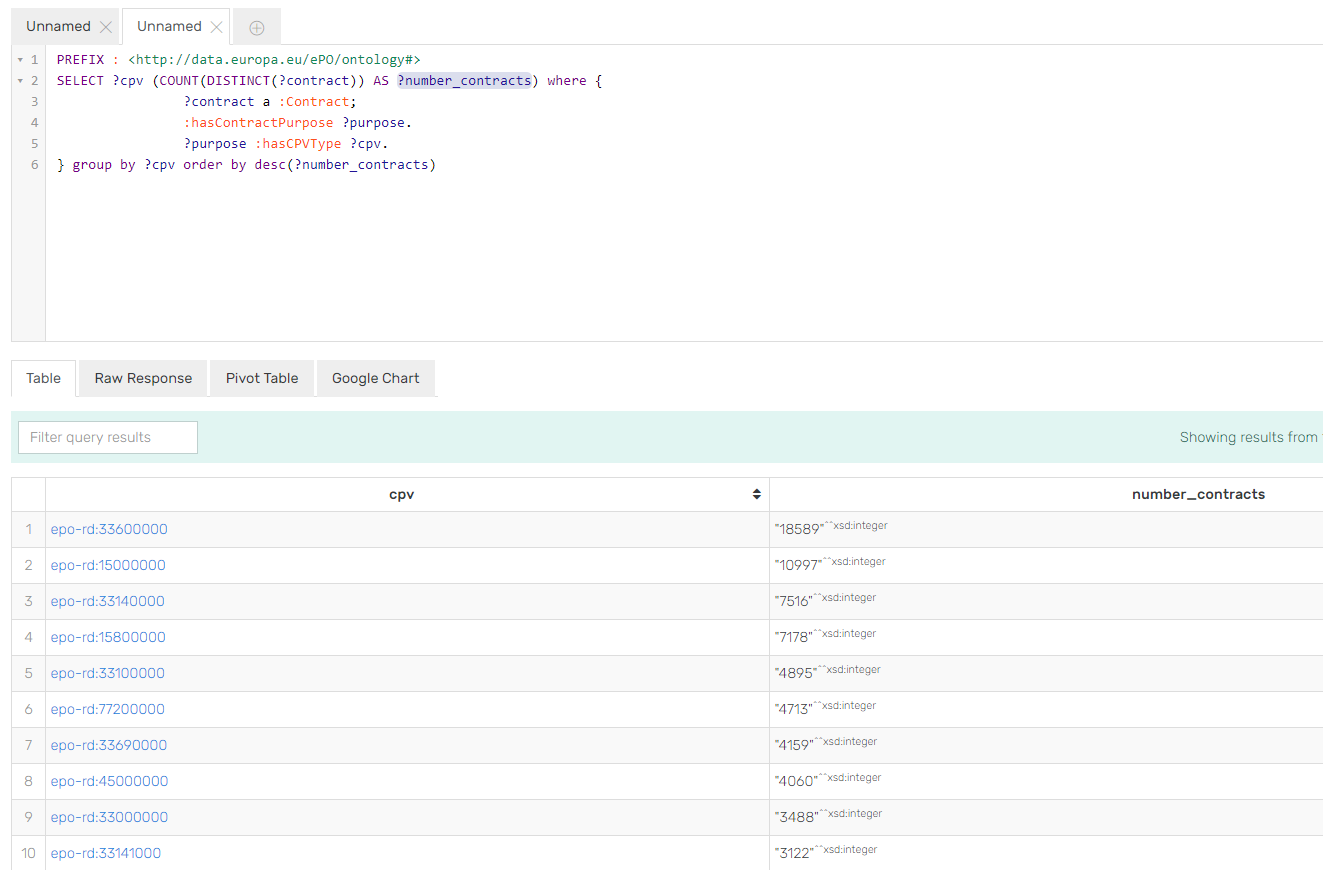 Unnamed Unnamed
1 PREFIX : <http://data.europa.eu/ePO/ontology#>
2 SELECT ?cpv (COUNT(DISTINCT(?contract)) AS ?number_contracts) where {
3 ?contract a :Contract;
4 :hasContractPurpose ?purpose.
5 ?purpose :hasCPVType ?cpv.
6 } group by ?cpv order by desc(?number_contracts)
Table Raw Response Pivot Table Google Chart
Filter query results Showing results from
cpv number_contracts
1 epo-rd:33600000 "18589"^^xsd:integer
2 epo-rd:15000000 "10997"^^xsd:integer
3 epo-rd:33140000 "7516"^^xsd:integer
4 epo-rd:15800000 "7178"^^xsd:integer
5 epo-rd:33100000 "4895"^^xsd:integer
6 epo-rd:77200000 "4713"^^xsd:integer
7 epo-rd:33690000 "4159"^^xsd:integer
8 epo-rd:45000000 "4060"^^xsd:integer
9 epo-rd:33000000 "3488"^^xsd:integer
10 epo-rd:33141000 "3122"^^xsd:integer